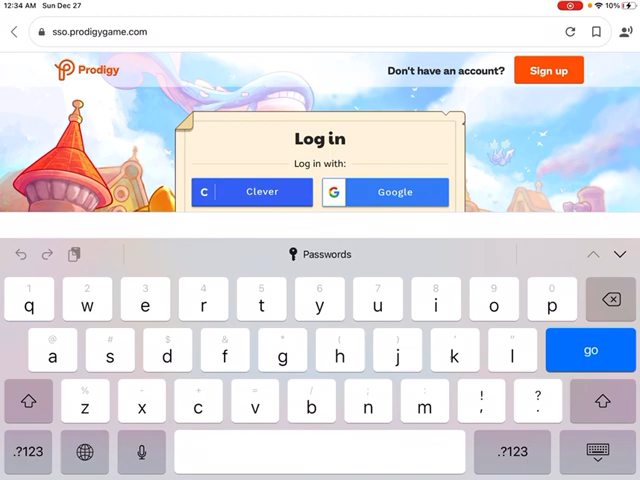 12:34 AM Sun Dec 27 10%
sso.prodigygame.com
Prodigy Don't have an account? Sign up
Log in
Log in with:
C Clever G Google
Passwords
1 2 3 4 5 6 7 8 9 0
q w e r t y u i o p
@ # $ & * ( ) ' "
a s d f g h j k l go
% - + = / ; : ! ?
z x c v b n m , .
.?123 .?123